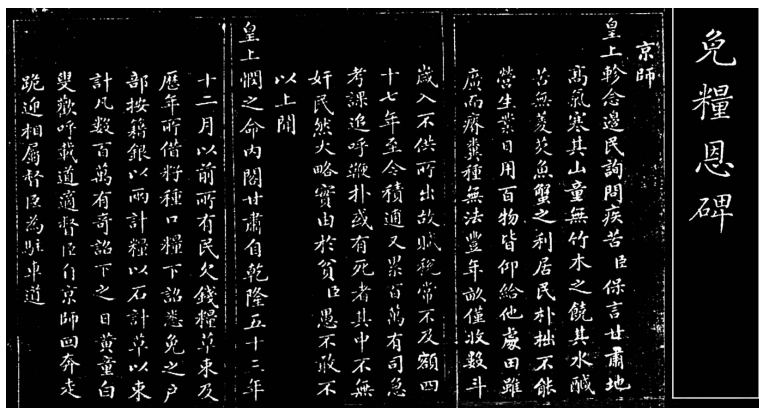 免糧恩碑
京師
皇上軫念邊民詢問疾苦臣保言甘肅地
高氣寒其山童無竹木之饒其水鹹
苦無菱芡魚蟹之利居民朴拙不能
營生業日用百物皆仰給他處田雖
廣而瘠糞種無法豐年畝僅收數斗
歲入不供所出故賦稅常不及額四
十七年至今積逋又累百萬有司急
考課追呼鞭朴或有死者其中不無
奸民然大略實由於貧臣愚不敢不
以上聞
皇上憫之命內閣甘肅自乾隆五十三年
十二月以前所有民欠錢糧草束及
歷年所借籽種口糧下詔悉免之戶
部按籍銀以兩計糧以石計草以束
計凡數百萬有奇詔下之日黃童白
叟歡呼載道適督臣自京師回奔走
跪迎相屬督臣為駐車道